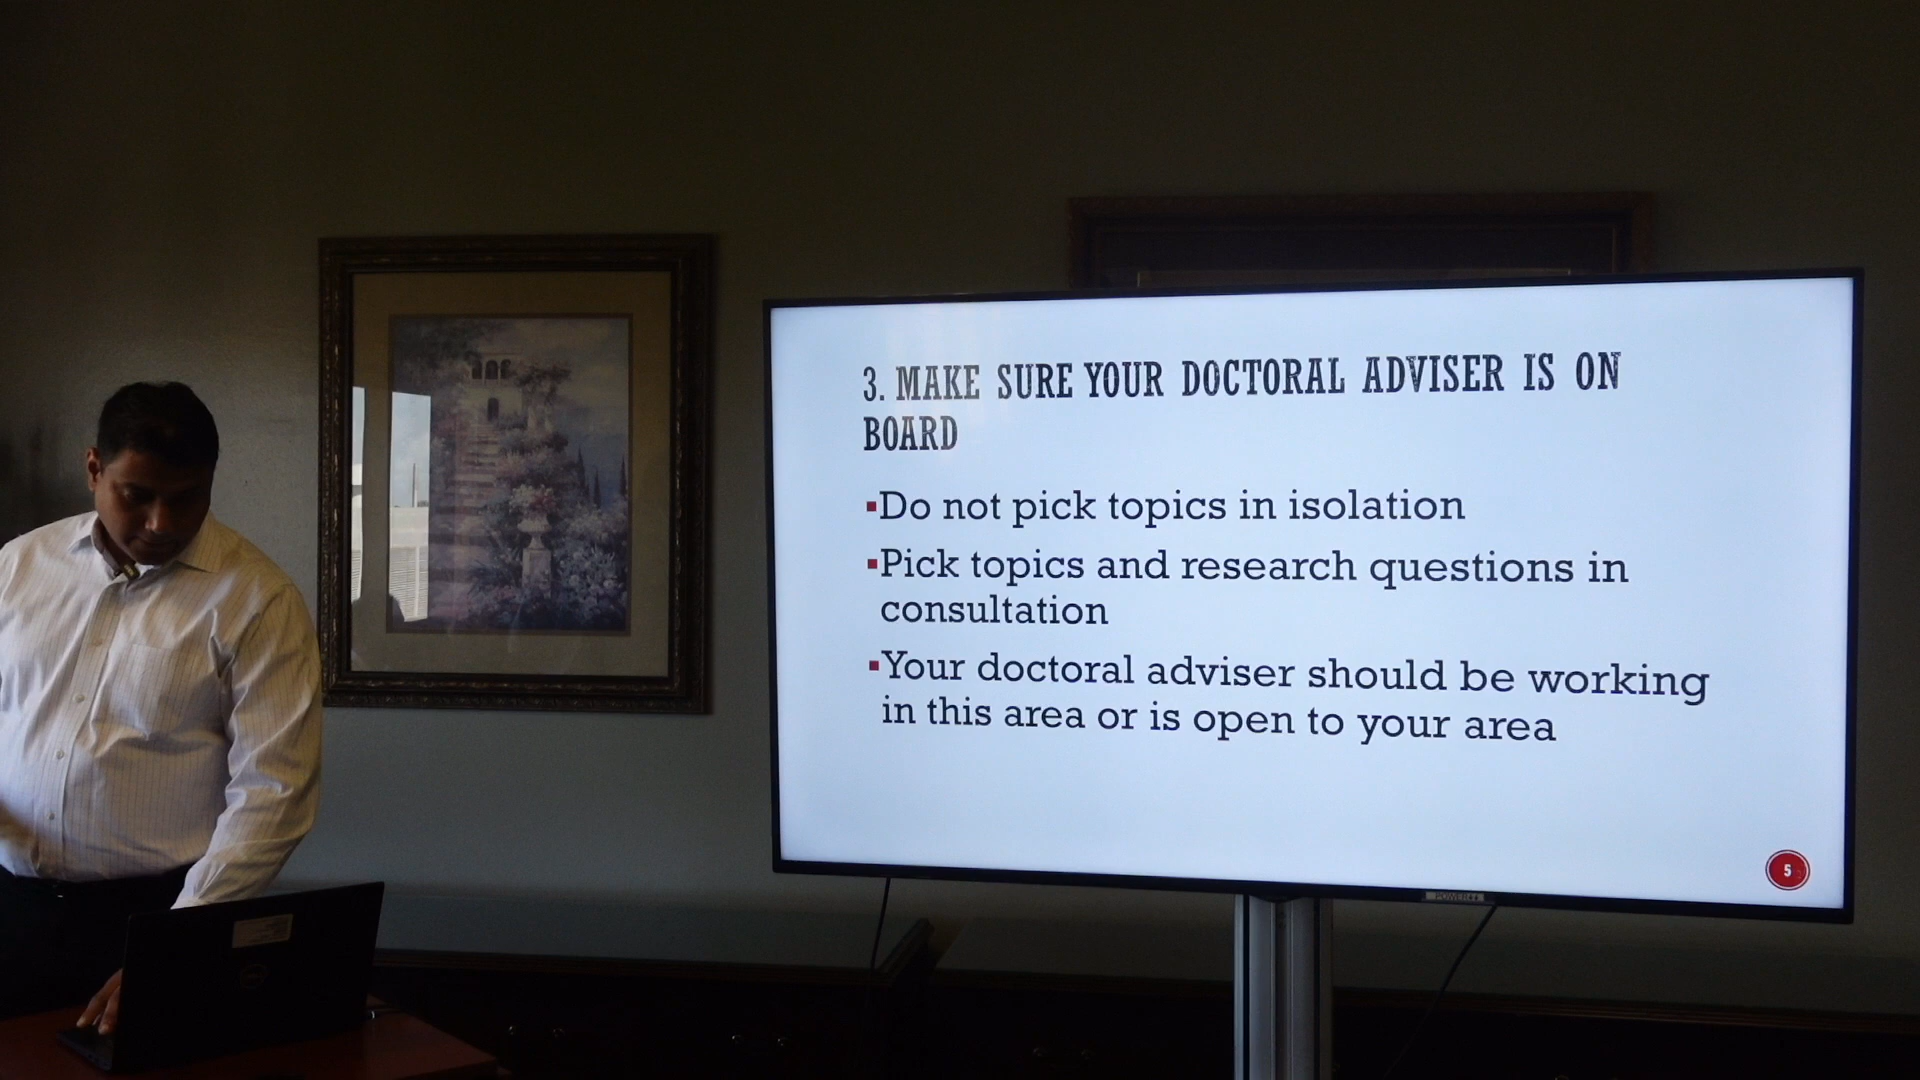 3. MAKE SURE YOUR DOCTORAL ADVISER IS ON
BOARD
▪Do not pick topics in isolation
▪Pick topics and research questions in
consultation
▪Your doctoral adviser should be working
in this area or is open to your area
5